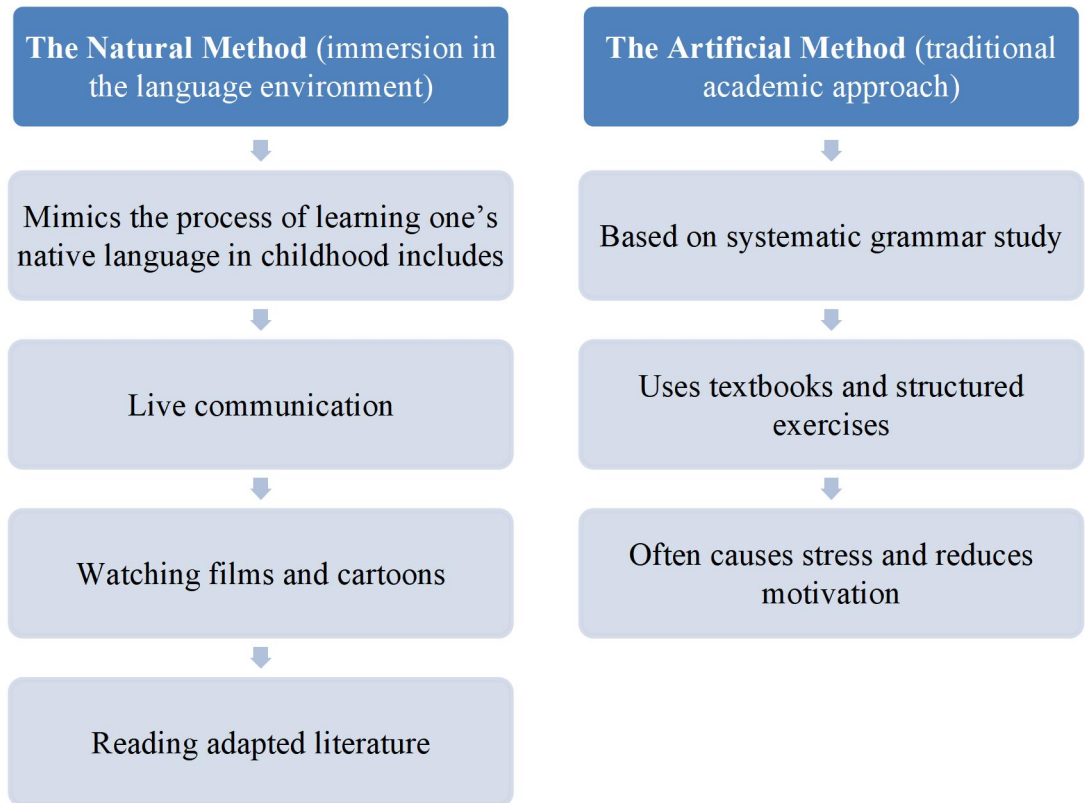 The Natural Method (immersion in
the language environment)
Mimics the process of learning one’s
native language in childhood includes
Live communication
Watching films and cartoons
Reading adapted literature
The Artificial Method (traditional
academic approach)
Based on systematic grammar study
Uses textbooks and structured
exercises
Often causes stress and reduces
motivation